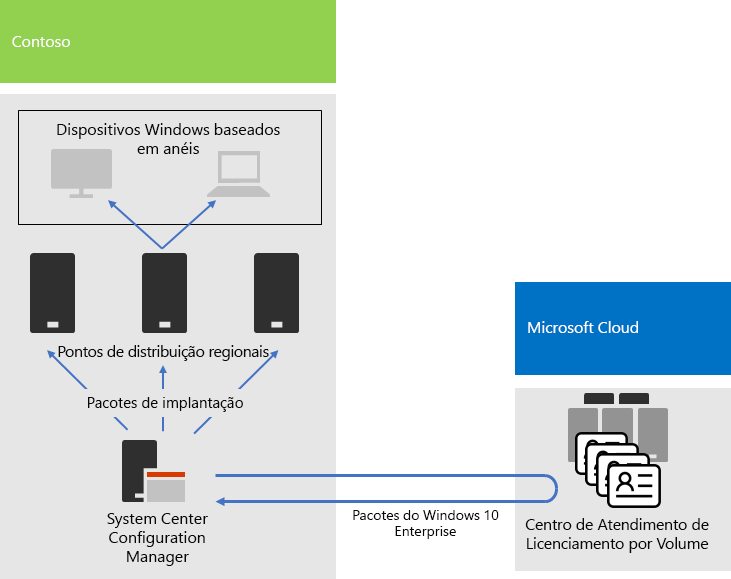 Contoso
Dispositivos Windows baseados
em anéis
Pontos de distribuição regionais
Pacotes de implantação
System Center
Configuration
Manager
Microsoft Cloud
Pacotes do Windows 10
Enterprise
Centro de Atendimento de
Licenciamento por Volume